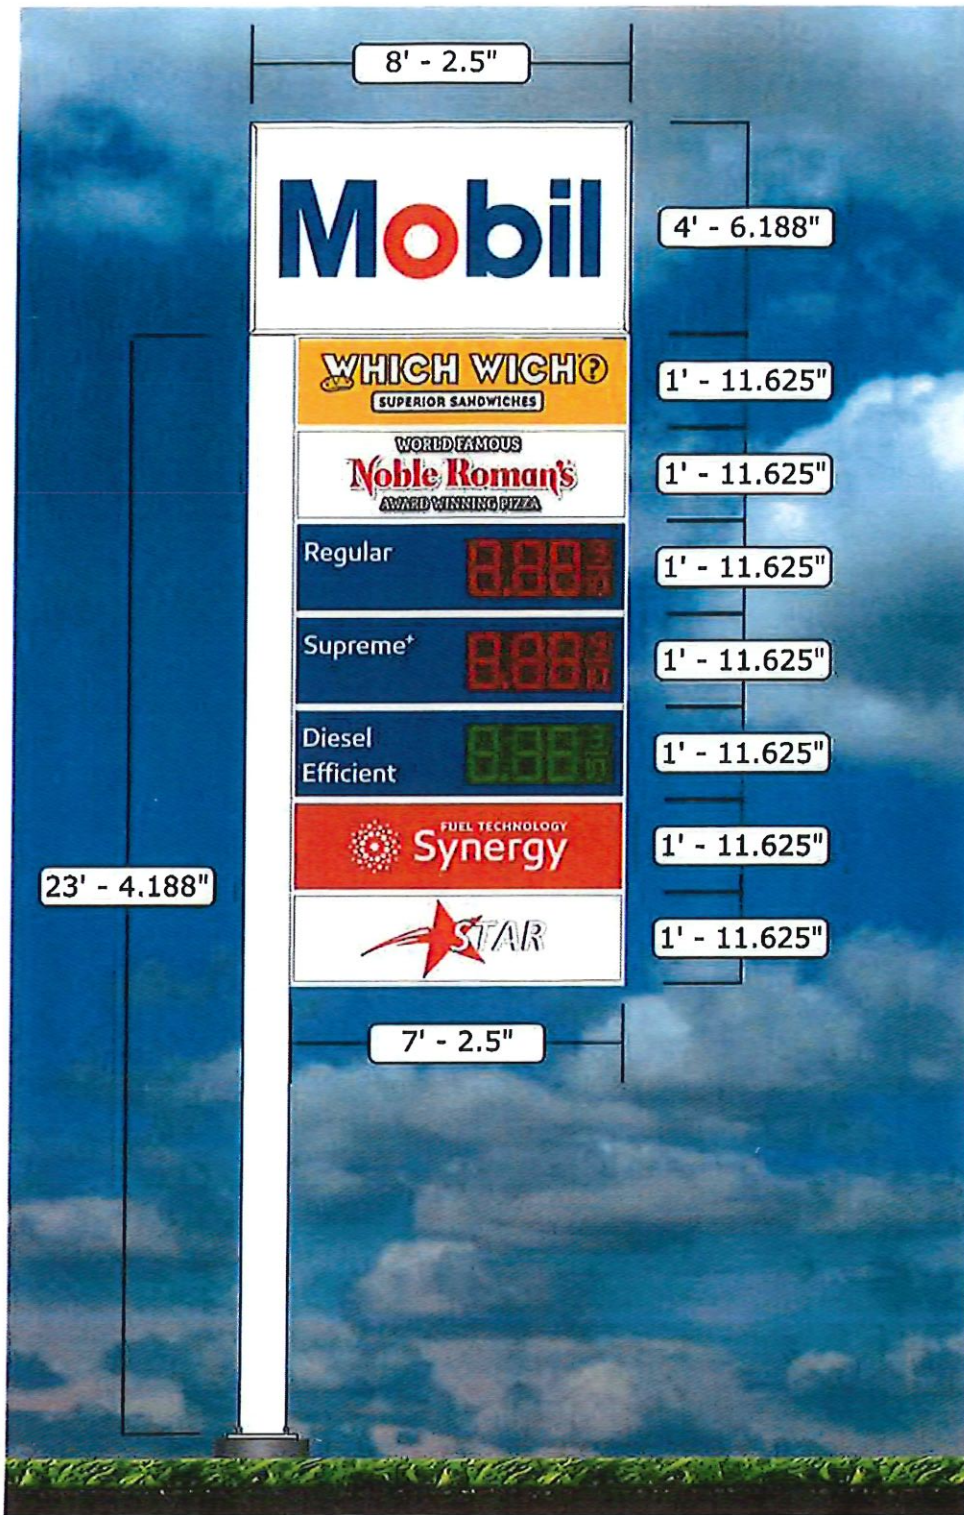 8' - 2.5"
Mobil
4' - 6.188"
WHICH WICH?
SUPERIOR SANDWICHES
1' - 11.625"
WORLD FAMOUS
Noble Roman's
AWARD WINNING PIZZA
1' - 11.625"
Regular
1' - 11.625"
Supreme+
1' - 11.625"
Diesel
Efficient
1' - 11.625"
FUEL TECHNOLOGY
Synergy
1' - 11.625"
23' - 4.188"
STAR
1' - 11.625"
7' - 2.5"